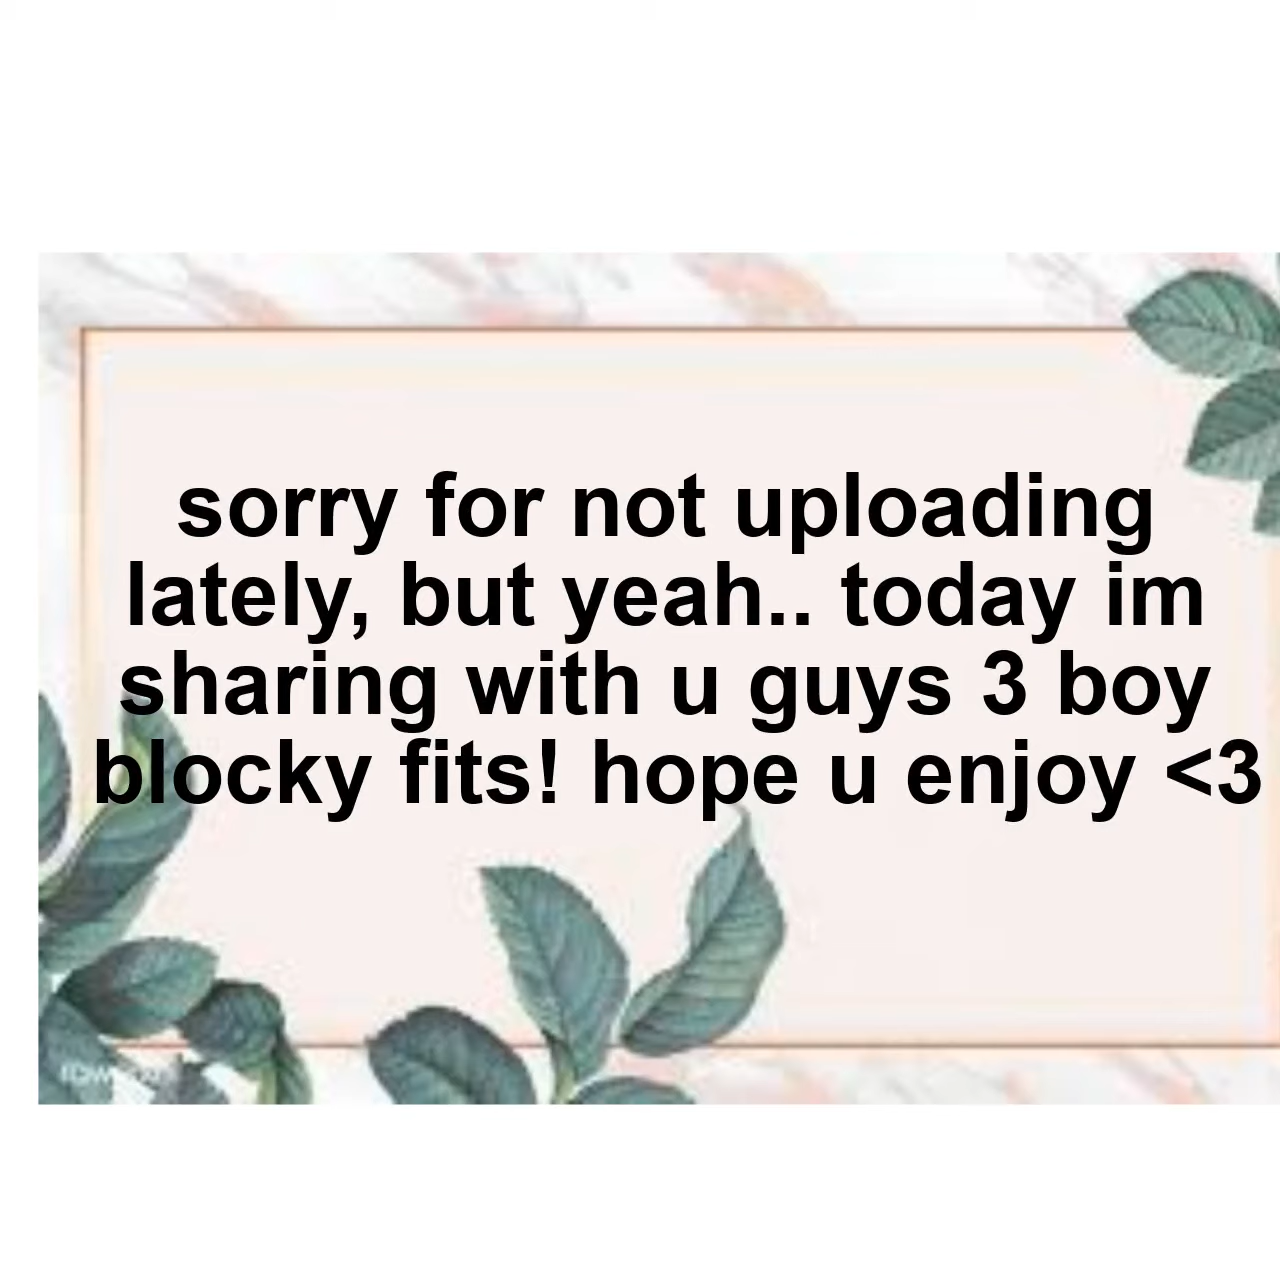 sorry for not uploading
lately, but yeah.. today im
sharing with u guys 3 boy
blocky fits! hope u enjoy <3